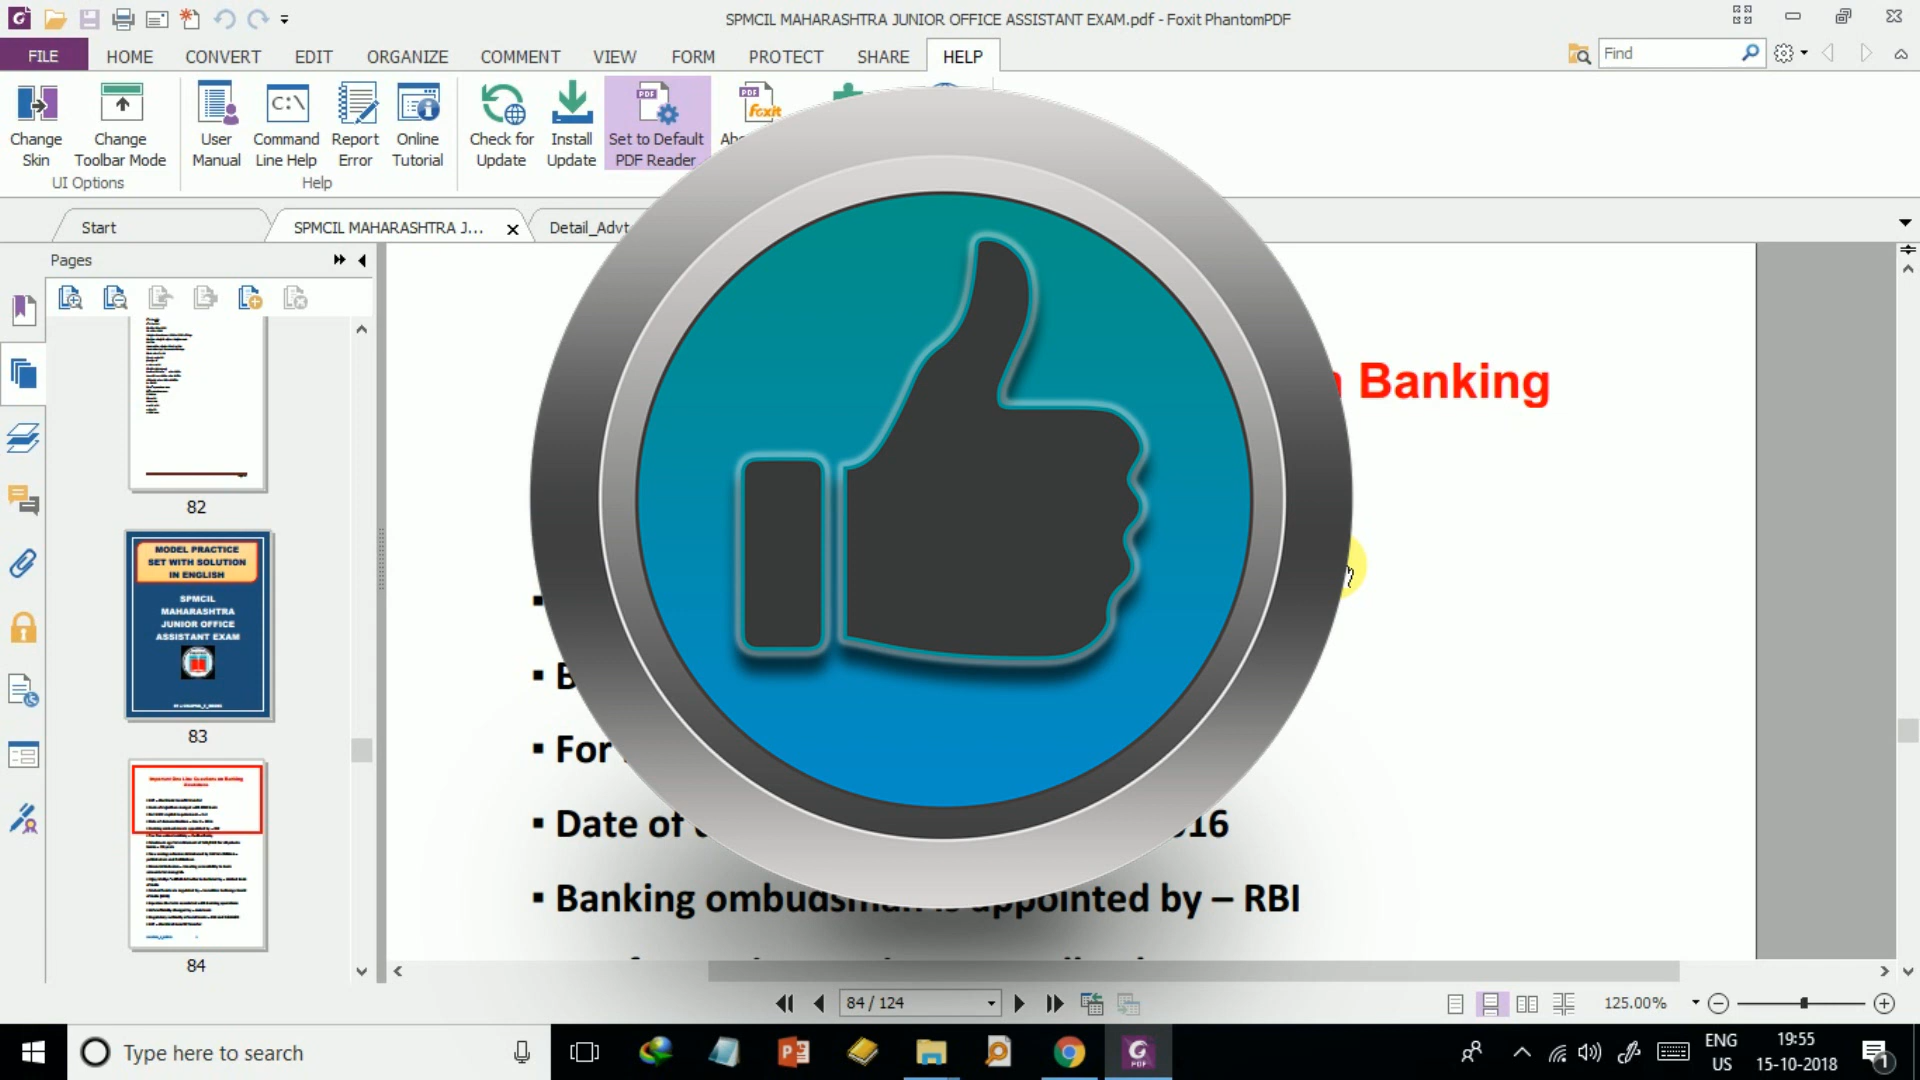 SPMCIL MAHARASHTRA JUNIOR OFFICE ASSISTANT EXAM.pdf - Foxit PhantomPDF
FILE HOME CONVERT EDIT ORGANIZE COMMENT VIEW FORM PROTECT SHARE HELP Find
Change Skin
Change Toolbar Mode
User Manual
Command Line Help
Report Error
Online Tutorial
Check for Update
Install Update
Set to Default PDF Reader
UI Options
Help
Start
SPMCIL MAHARASHTRA J...
Detail_Advt
Pages
82
MODEL PRACTICE
SET WITH SOLUTION
IN ENGLISH
SPMCIL
MAHARASHTRA
JUNIOR OFFICE
ASSISTANT EXAM
83
84
Banking
▪ For
▪ Date of
▪ Banking ombudsman is appointed by – RBI
84 / 124
125.00%
Type here to search
ENG
US
19:55
15-10-2018
1